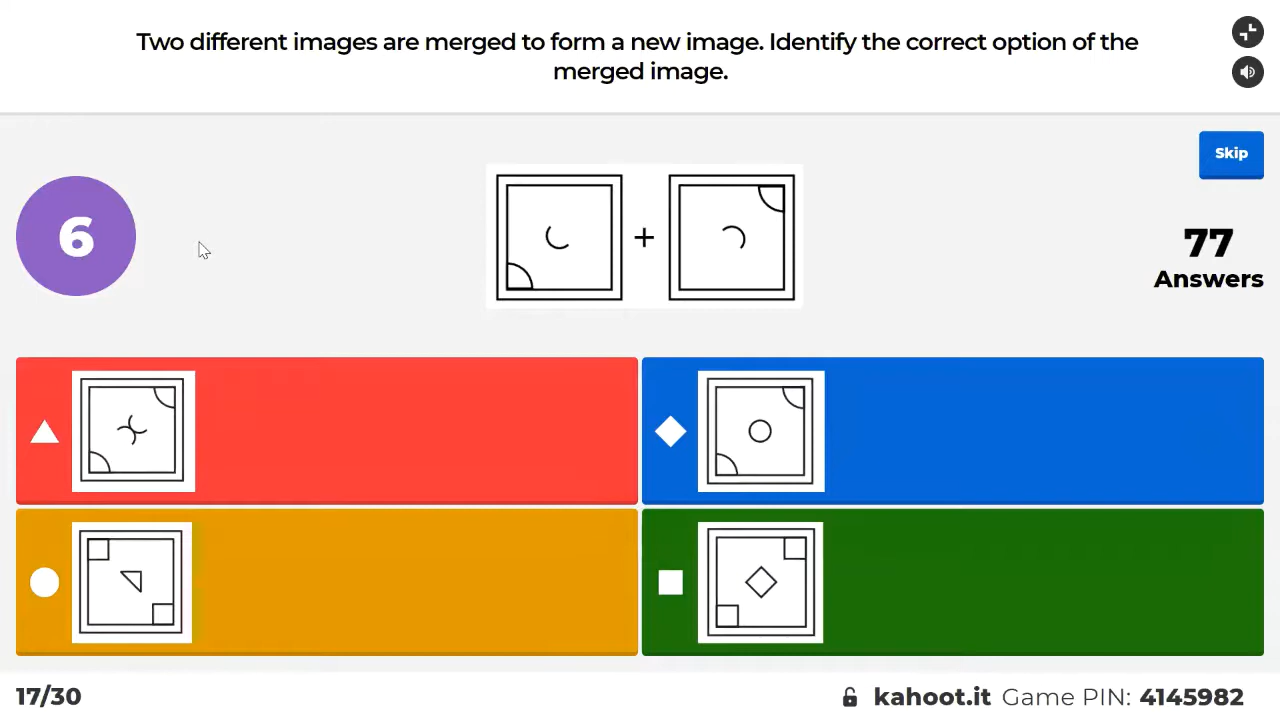 Two different images are merged to form a new image. Identify the correct option of the
merged image.
Skip
6
77
Answers
+
17/30
kahoot.it Game PIN: 4145982